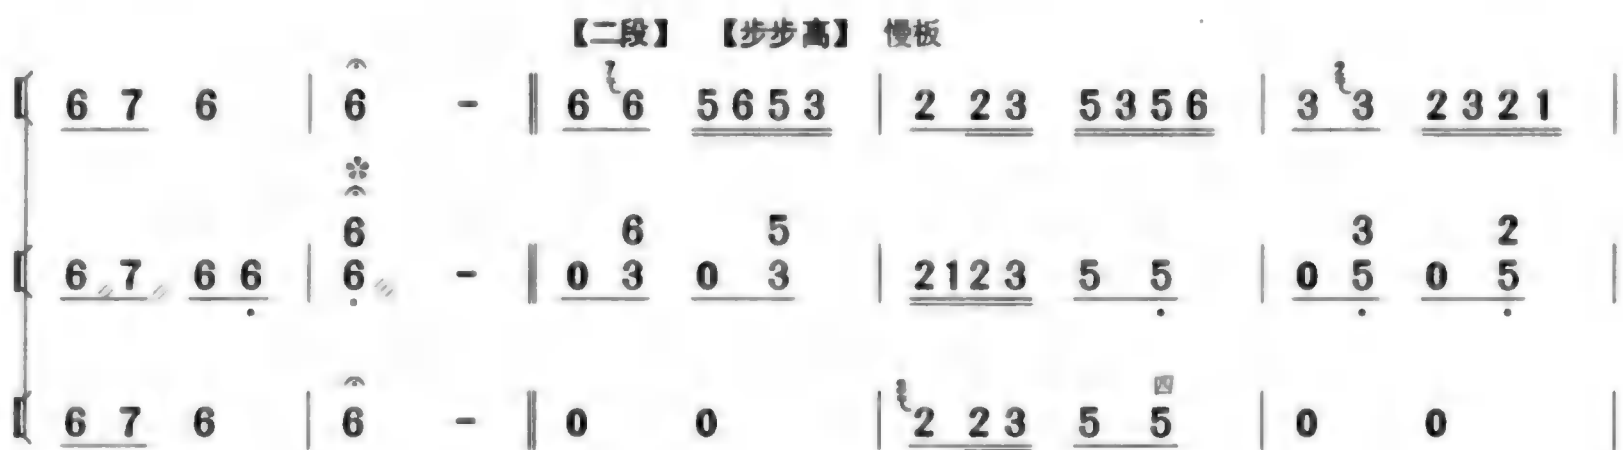 【二段】 【步步高】 慢板
6 7 6 | 6 - ‖ 6 6 5653 | 2 23 5356 | 3 3 2321 |
6 5 3 2
6 7 6 6 | 6 6 - ‖ 0 3 0 3 | 2123 5 5 | 0 5 0 5 |
四
6 7 6 | 6 - ‖ 0 0 | 2 23 5 5 | 0 0 |